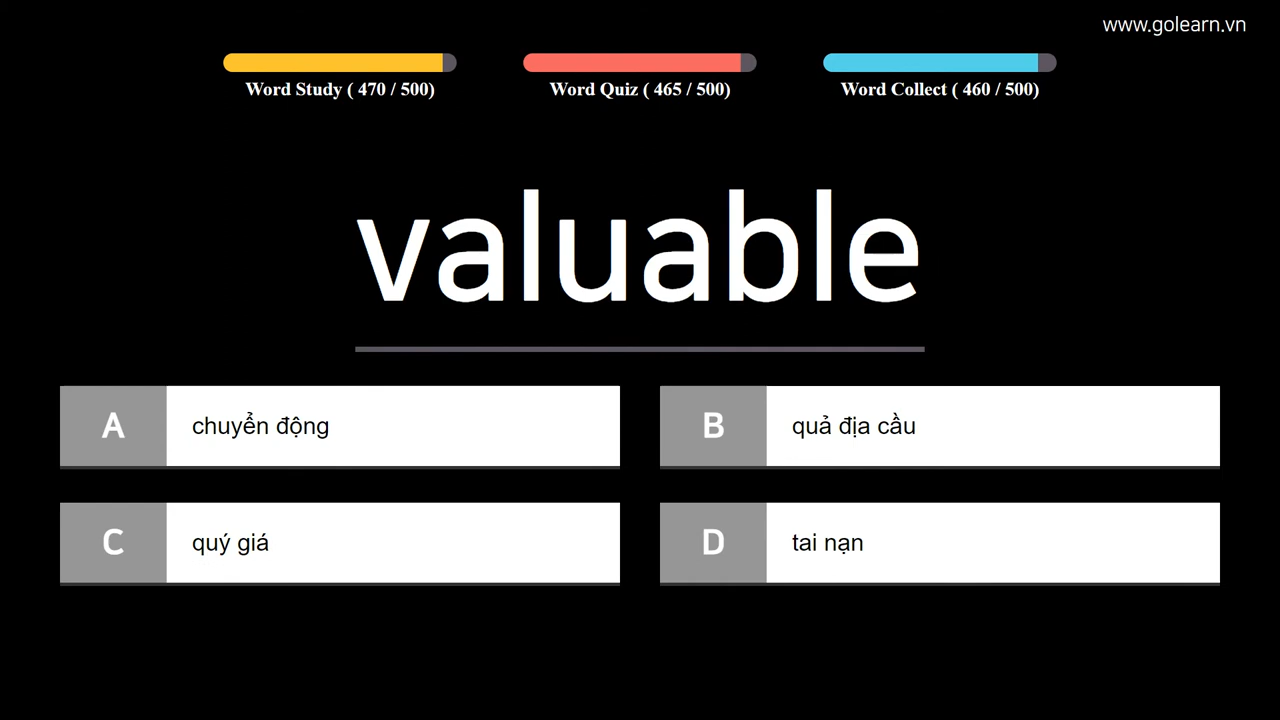 www.golearn.vn
Word Study ( 470 / 500)
Word Quiz ( 465 / 500)
Word Collect ( 460 / 500)
valuable
A chuyển động
B quả địa cầu
C quý giá
D tai nạn